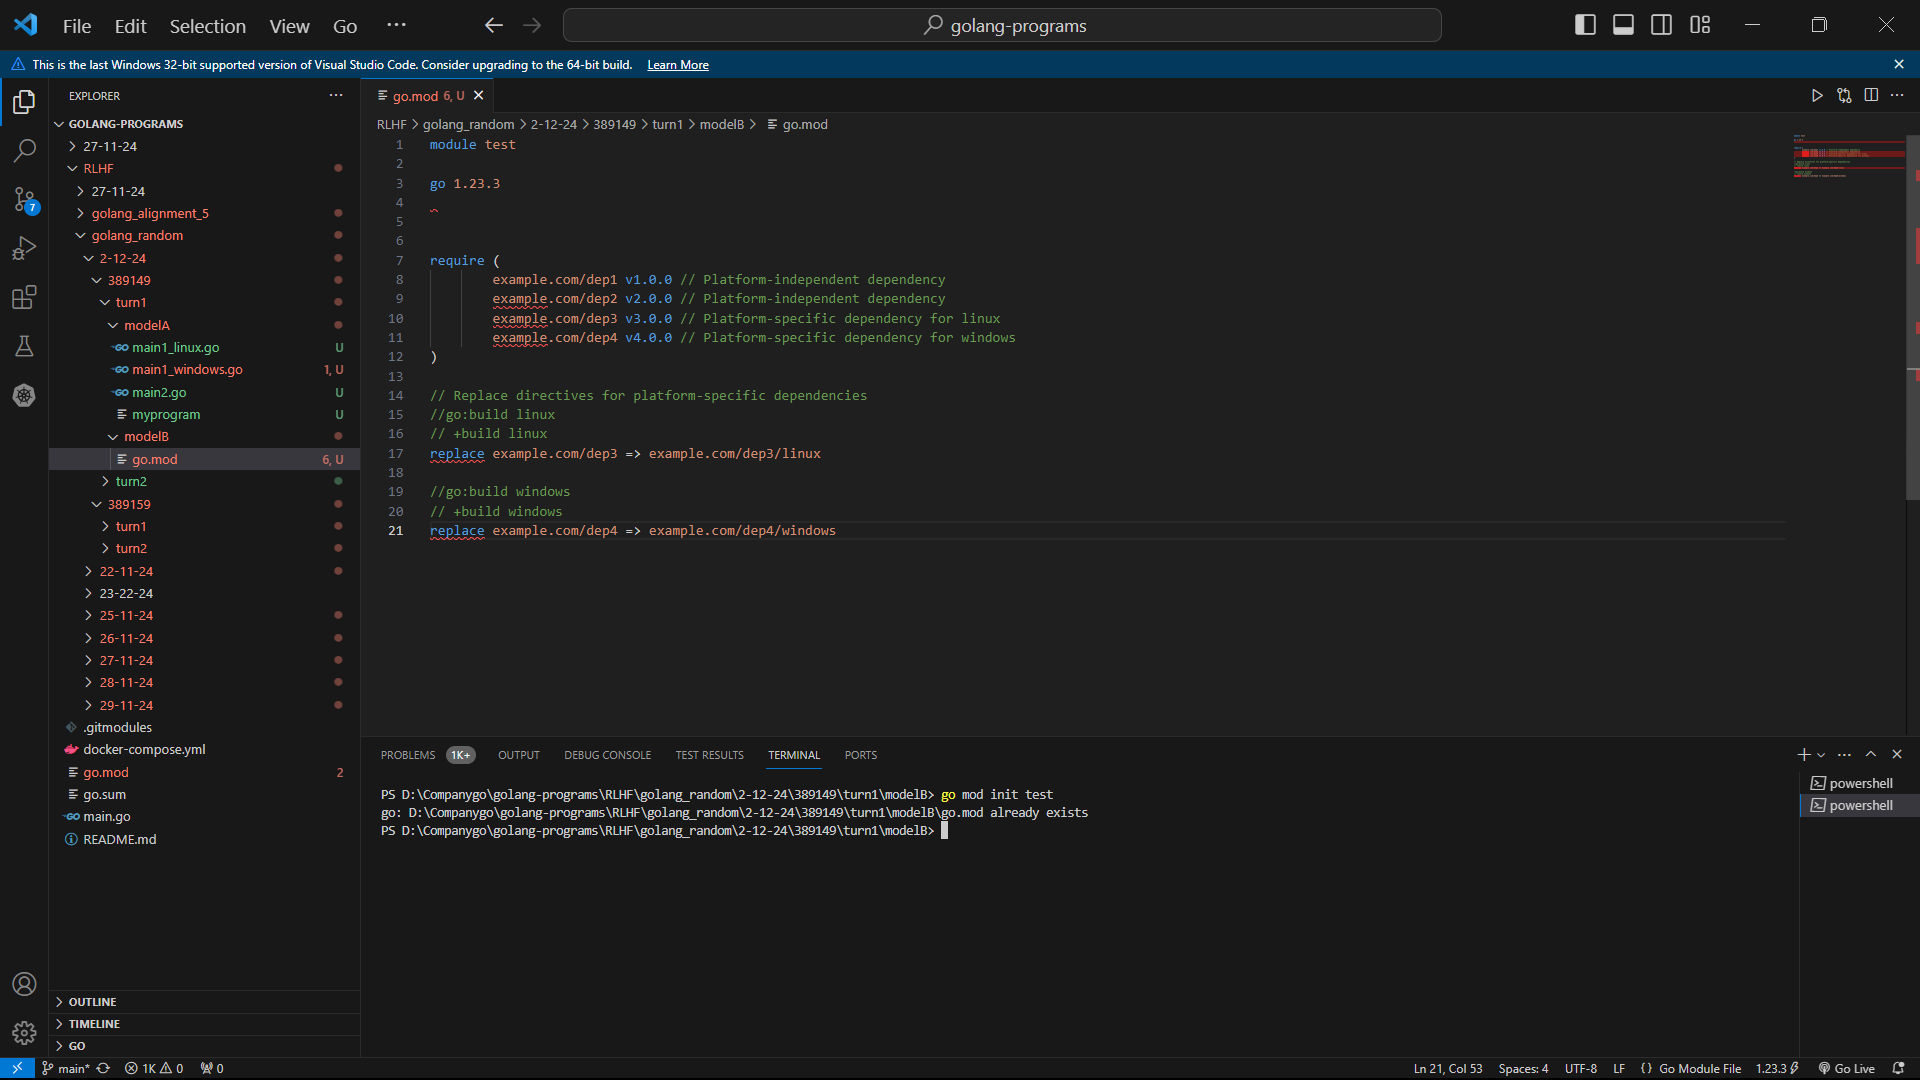 File Edit Selection View Go ···
golang-programs
This is the last Windows 32-bit supported version of Visual Studio Code. Consider upgrading to the 64-bit build. Learn More
EXPLORER
GOLANG-PROGRAMS
27-11-24
RLHF
27-11-24
golang_alignment_5
golang_random
2-12-24
389149
turn1
modelA
main1_linux.go U
main1_windows.go 1, U
main2.go U
myprogram U
modelB
go.mod 6, U
turn2
389159
turn1
turn2
22-11-24
23-22-24
25-11-24
26-11-24
27-11-24
28-11-24
29-11-24
.gitmodules
docker-compose.yml
go.mod 2
go.sum
main.go
README.md
OUTLINE
TIMELINE
GO
7
go.mod 6, U
RLHF > golang_random > 2-12-24 > 389149 > turn1 > modelB > go.mod
1 module test
2
3 go 1.23.3
4
5
6
7 require (
8 example.com/dep1 v1.0.0 // Platform-independent dependency
9 example.com/dep2 v2.0.0 // Platform-independent dependency
10 example.com/dep3 v3.0.0 // Platform-specific dependency for linux
11 example.com/dep4 v4.0.0 // Platform-specific dependency for windows
12 )
13
14 // Replace directives for platform-specific dependencies
15 //go:build linux
16 // +build linux
17 replace example.com/dep3 => example.com/dep3/linux
18
19 //go:build windows
20 // +build windows
21 replace example.com/dep4 => example.com/dep4/windows
PROBLEMS 1K+ OUTPUT DEBUG CONSOLE TEST RESULTS TERMINAL PORTS
PS D:\Companygo\golang-programs\RLHF\golang_random\2-12-24\389149\turn1\modelB> go mod init test
go: D:\Companygo\golang-programs\RLHF\golang_random\2-12-24\389149\turn1\modelB\go.mod already exists
PS D:\Companygo\golang-programs\RLHF\golang_random\2-12-24\389149\turn1\modelB>
powershell
powershell
main* 1K 0 0 Ln 21, Col 53 Spaces: 4 UTF-8 LF {} Go Module File 1.23.3 Go Live